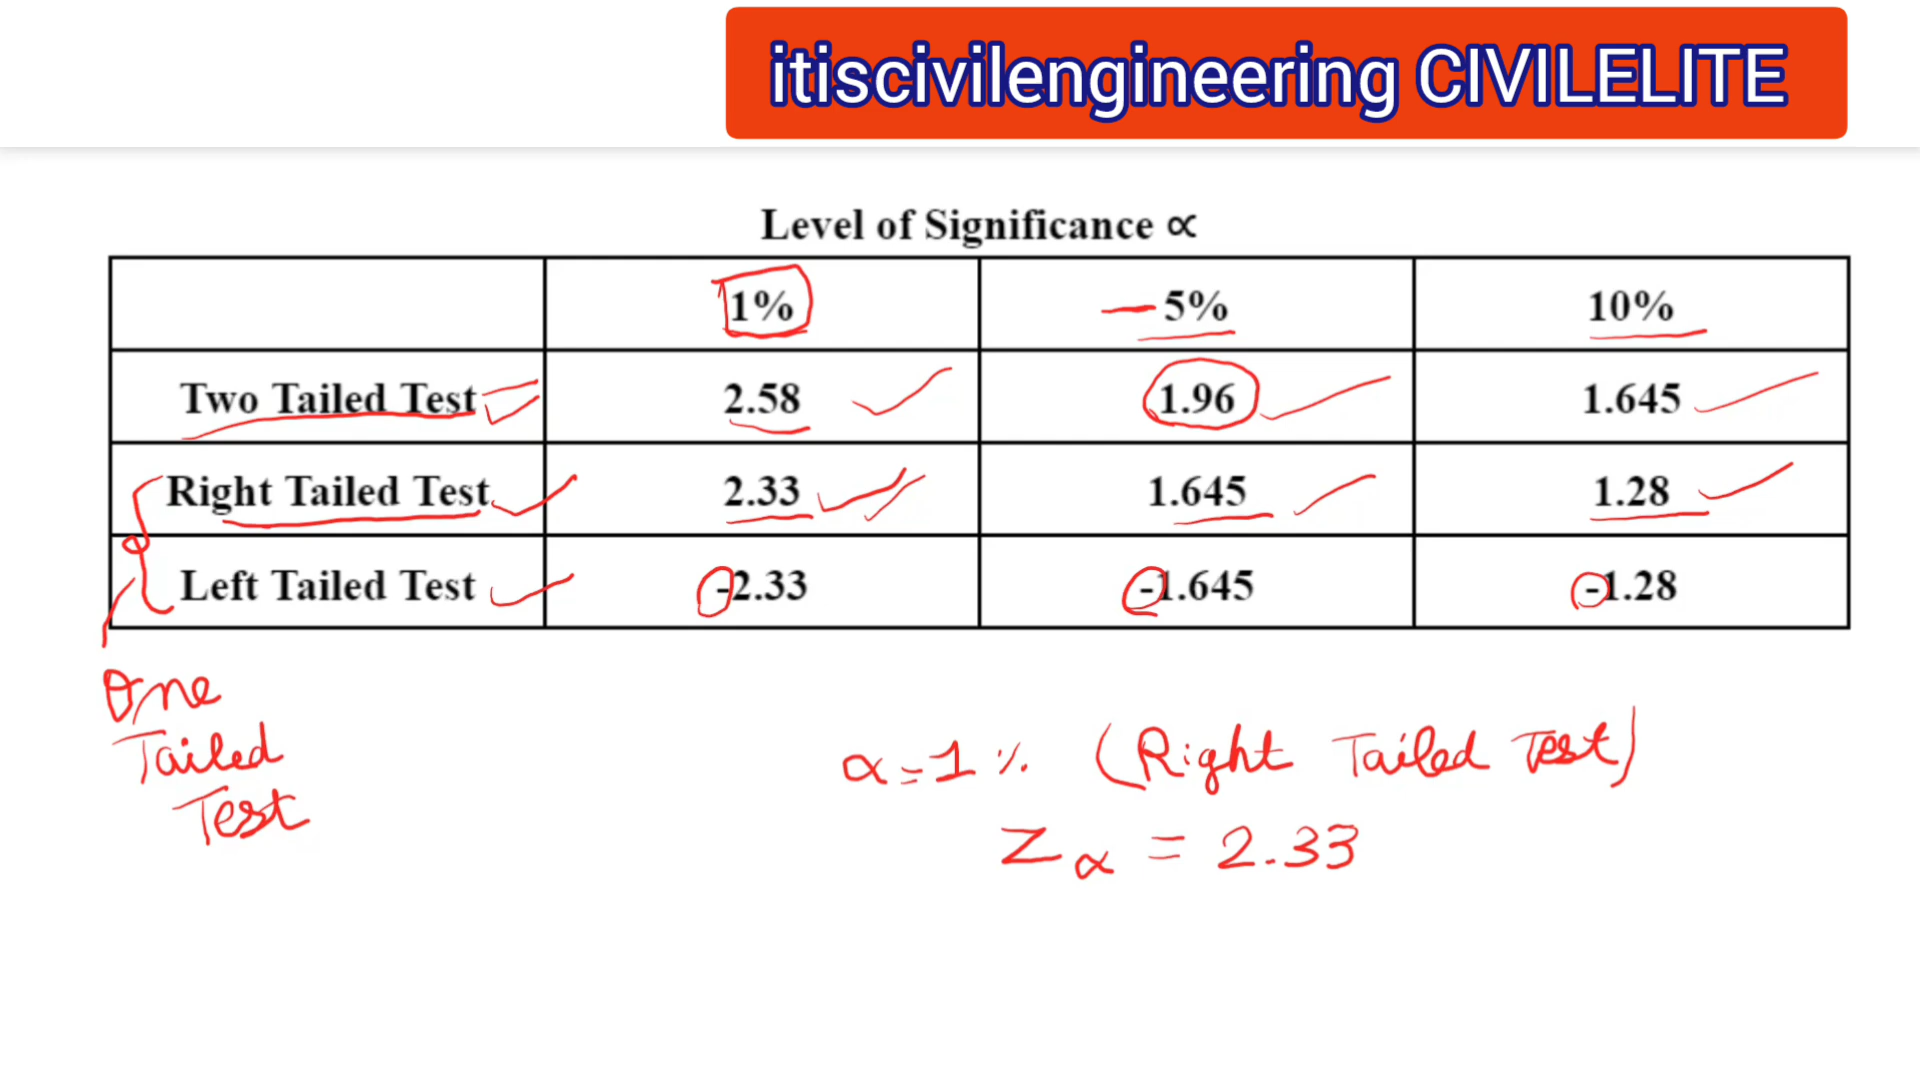 itiscivilengineering CIVILELITE
Level of Significance ∝
1% 5% 10%
Two Tailed Test 2.58 1.96 1.645
Right Tailed Test 2.33 1.645 1.28
Left Tailed Test -2.33 -1.645 -1.28
One
Tailed
Test
α = 1 % (Right Tailed Test)
Zα = 2.33